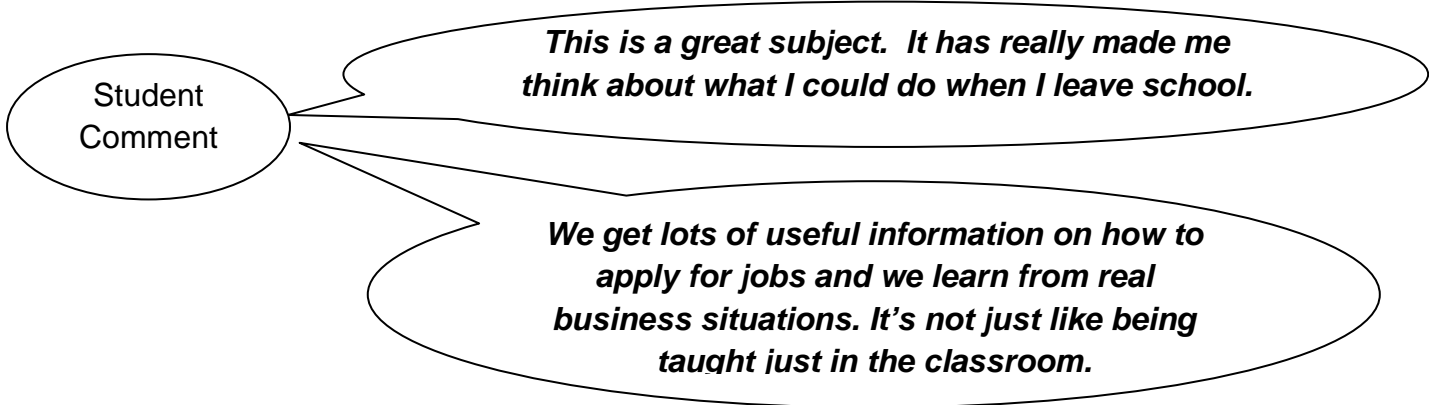 Student
Comment
This is a great subject.  It has really made me
think about what I could do when I leave school.
We get lots of useful information on how to
apply for jobs and we learn from real
business situations. It’s not just like being
taught just in the classroom.